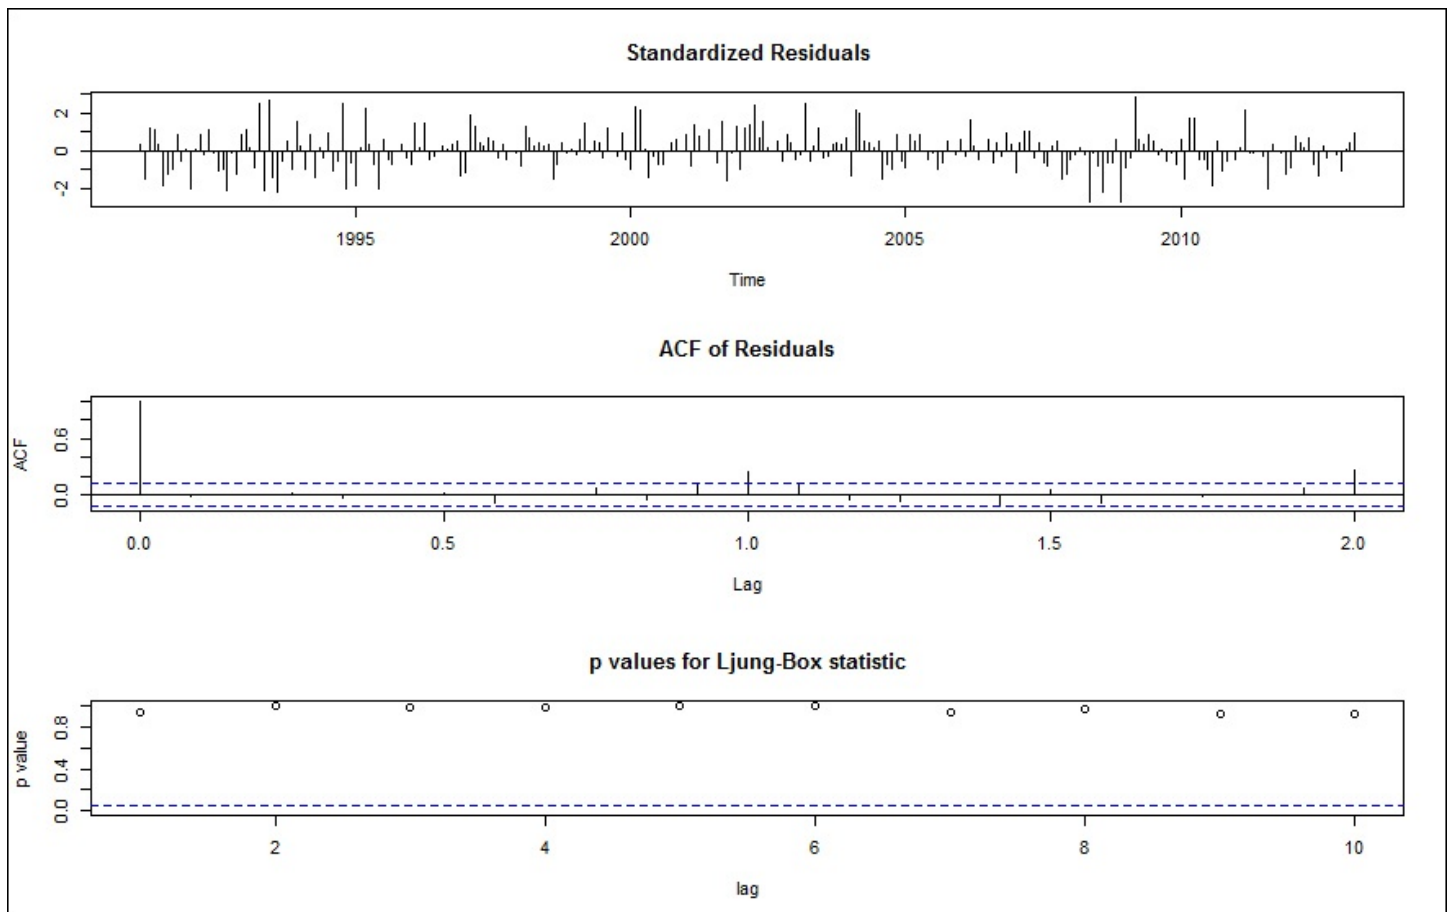 Standardized Residuals
2
0
-2
1995 2000 2005 2010
Time
ACF of Residuals
ACF
0.6
0.0
0.0 0.5 1.0 1.5 2.0
Lag
p values for Ljung-Box statistic
p value
0.8
0.4
0.0
2 4 6 8 10
lag